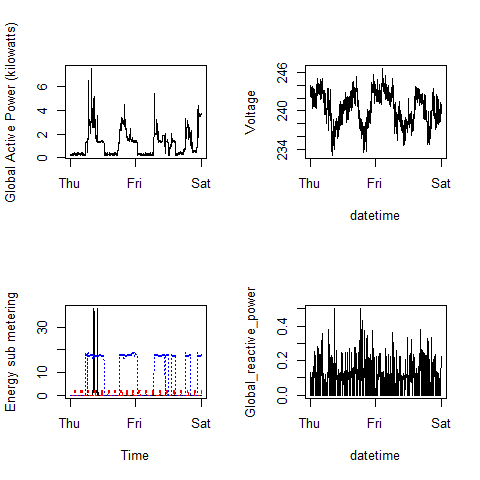 Global Active Power (kilowatts)
0 2 4 6
Thu Fri Sat
Voltage
234 240 246
Thu Fri Sat
datetime
Energy sub metering
0 10 30
Thu Fri Sat
Time
Global_reactive_power
0.0 0.2 0.4
Thu Fri Sat
datetime